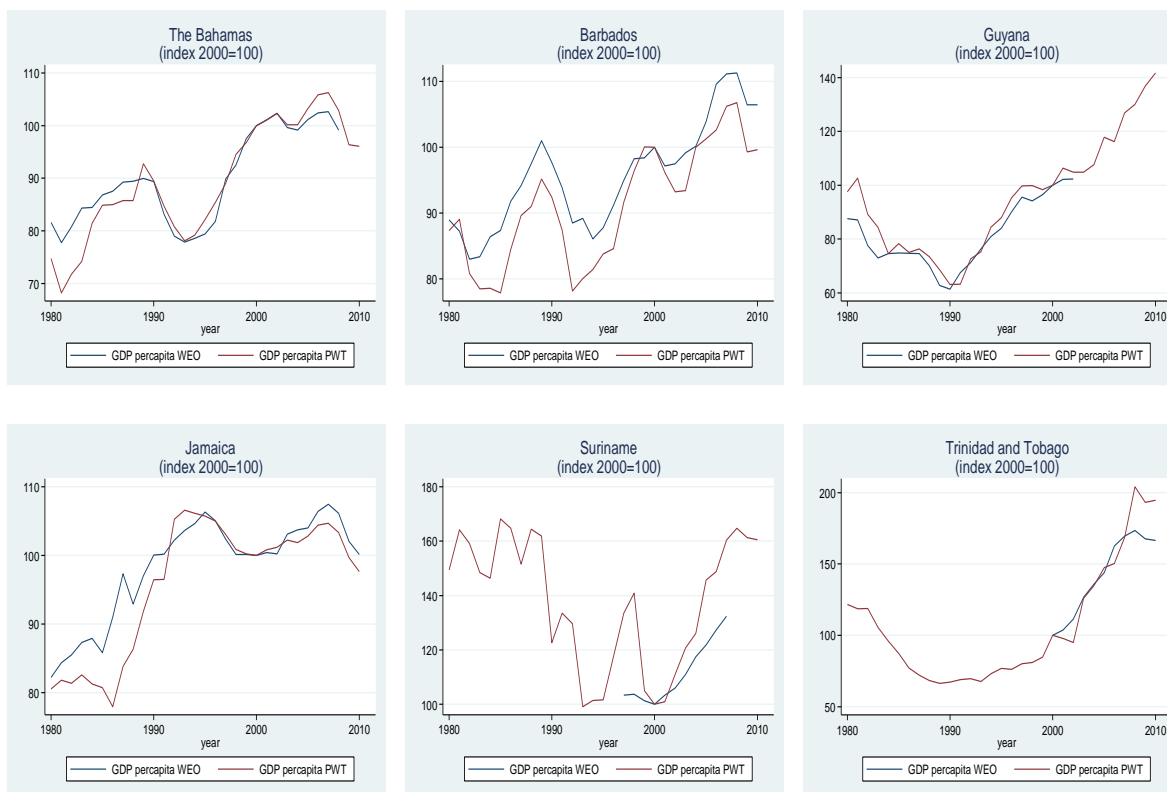 The Bahamas
(index 2000=100)
110
100
90
80
70
1980 1990 2000 2010
year
GDP percapita WEO GDP percapita PWT
Barbados
(index 2000=100)
110
100
90
80
1980 1990 2000 2010
year
GDP percapita WEO GDP percapita PWT
Guyana
(index 2000=100)
140
120
100
80
60
1980 1990 2000 2010
year
GDP percapita WEO GDP percapita PWT
Jamaica
(index 2000=100)
110
100
90
80
1980 1990 2000 2010
year
GDP percapita WEO GDP percapita PWT
Suriname
(index 2000=100)
180
160
140
120
100
1980 1990 2000 2010
year
GDP percapita WEO GDP percapita PWT
Trinidad and Tobago
(index 2000=100)
200
150
100
50
1980 1990 2000 2010
year
GDP percapita WEO GDP percapita PWT